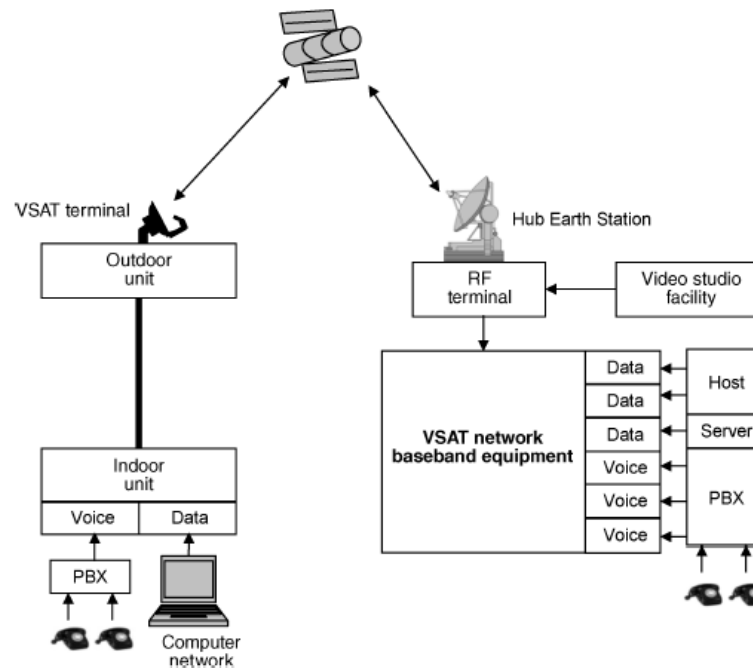 'VSAT terminal
Outdoor
unit
Indoor
unit
Voice
Data
PBX
Computer
network
Hub Earth Station
RF
terminal
Video studio
facility
VSAT network
baseband equipment
Data
Data
Data
Voice
Voice
Voice
Host
Server
PBX